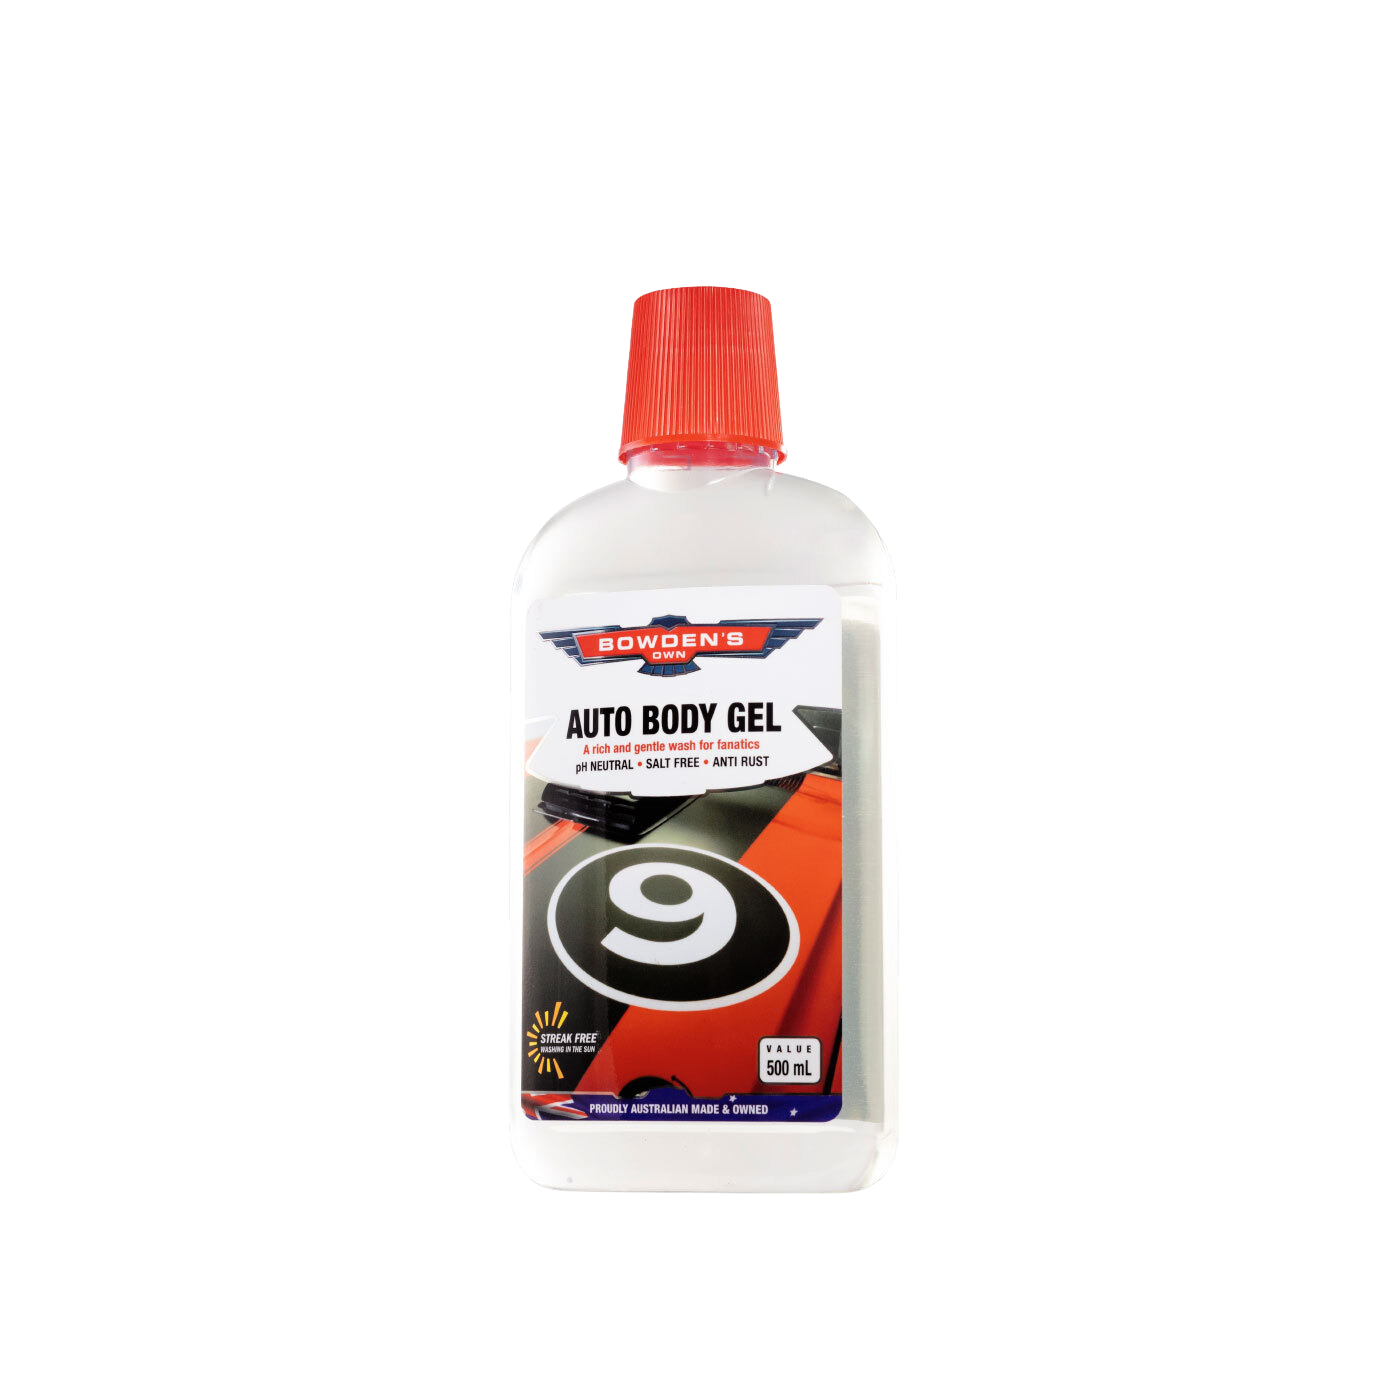 BOWDEN'S
OWN
AUTO BODY GEL
A rich and gentle wash for fanatics
pH NEUTRAL • SALT FREE • ANTI RUST
9
STREAK FREE
WASHING IN THE SUN
VALUE
500 mL
PROUDLY AUSTRALIAN MADE & OWNED